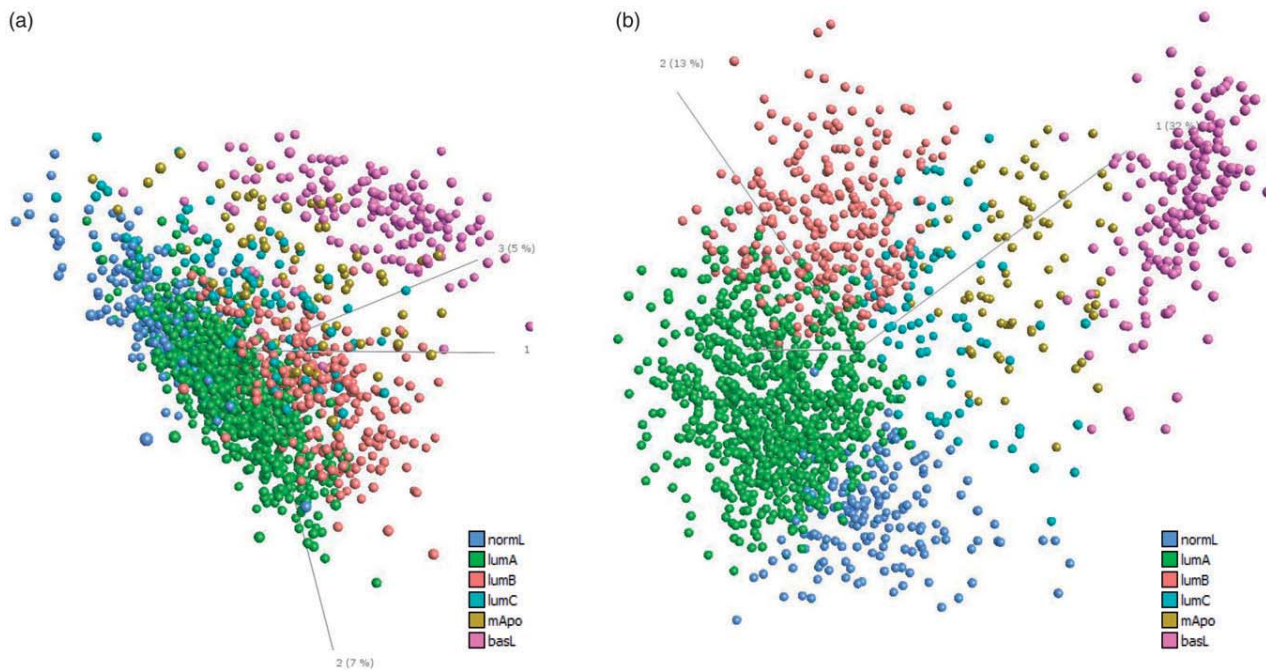 (a)
3 (5 %)
1
2 (7 %)
normL
lumA
lumB
lumC
mApo
basL
(b)
2 (13 %)
1 (32 %)
normL
lumA
lumB
lumC
mApo
basL